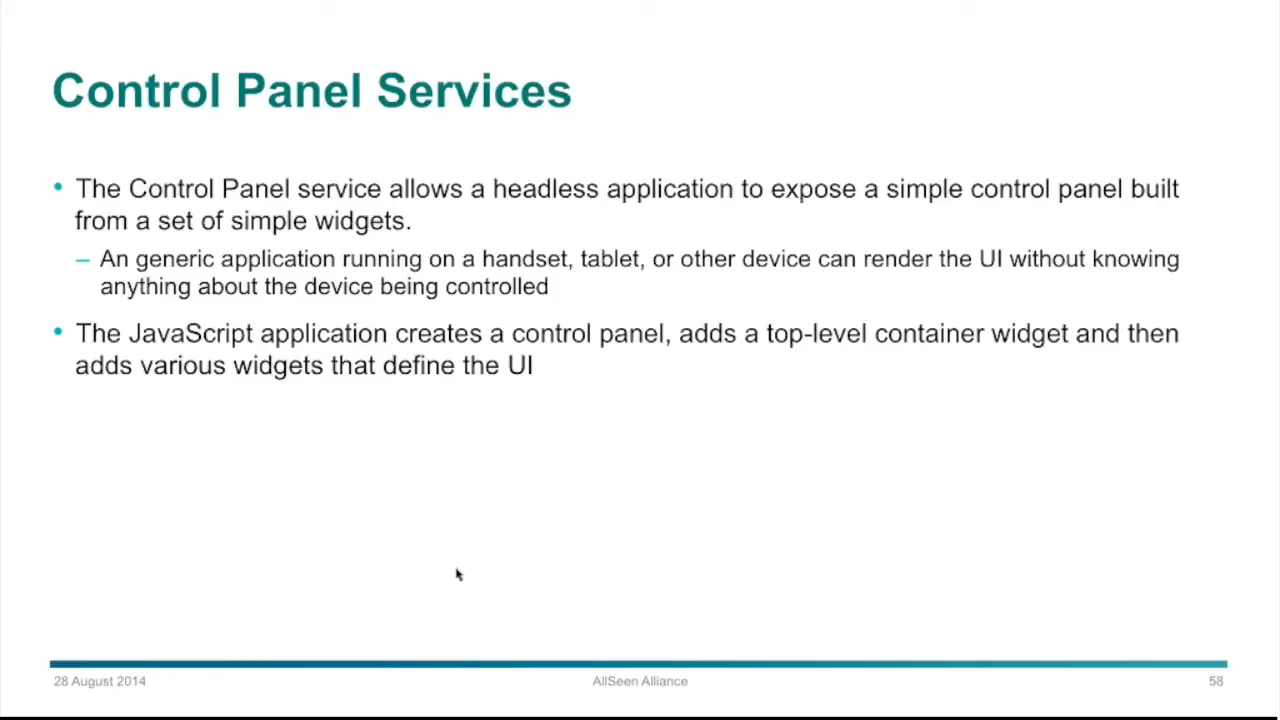 Control Panel Services
• The Control Panel service allows a headless application to expose a simple control panel built
from a set of simple widgets.
– An generic application running on a handset, tablet, or other device can render the UI without knowing
anything about the device being controlled
• The JavaScript application creates a control panel, adds a top-level container widget and then
adds various widgets that define the UI
28 August 2014
AllSeen Alliance
58